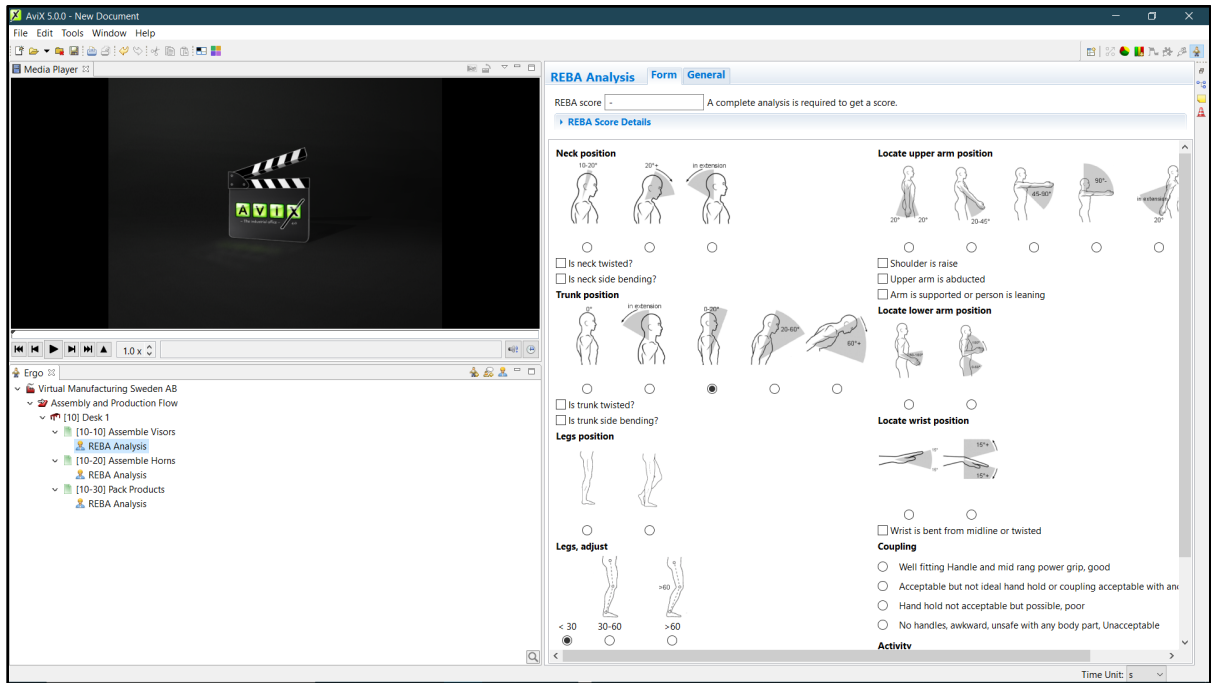 AviX 5.0.0 - New Document
File Edit Tools Window Help
Media Player
AVIX
1.0 x
Ergo
Virtual Manufacturing Sweden AB
Assembly and Production Flow
[10] Desk 1
[10-10] Assemble Visors
REBA Analysis
[10-20] Assemble Horns
REBA Analysis
[10-30] Pack Products
REBA Analysis
REBA Analysis Form General
REBA score - A complete analysis is required to get a score.
REBA Score Details
Neck position
10-20° 20°+ in extension
Is neck twisted?
Is neck side bending?
Trunk position
0° in extension 0-20° 20-60° 60°+
Is trunk twisted?
Is trunk side bending?
Legs position
Legs, adjust
>60
< 30 30-60 >60
Locate upper arm position
20° 20° 20-45° 45-90° 90°- in extension 20°
Shoulder is raise
Upper arm is abducted
Arm is supported or person is leaning
Locate lower arm position
Locate wrist position
15°+
15°+
Wrist is bent from midline or twisted
Coupling
Well fitting Handle and mid rang power grip, good
Acceptable but not ideal hand hold or coupling acceptable with
Hand hold not acceptable but possible, poor
No handles, awkward, unsafe with any body part, Unacceptable
Activity
Time Unit: s